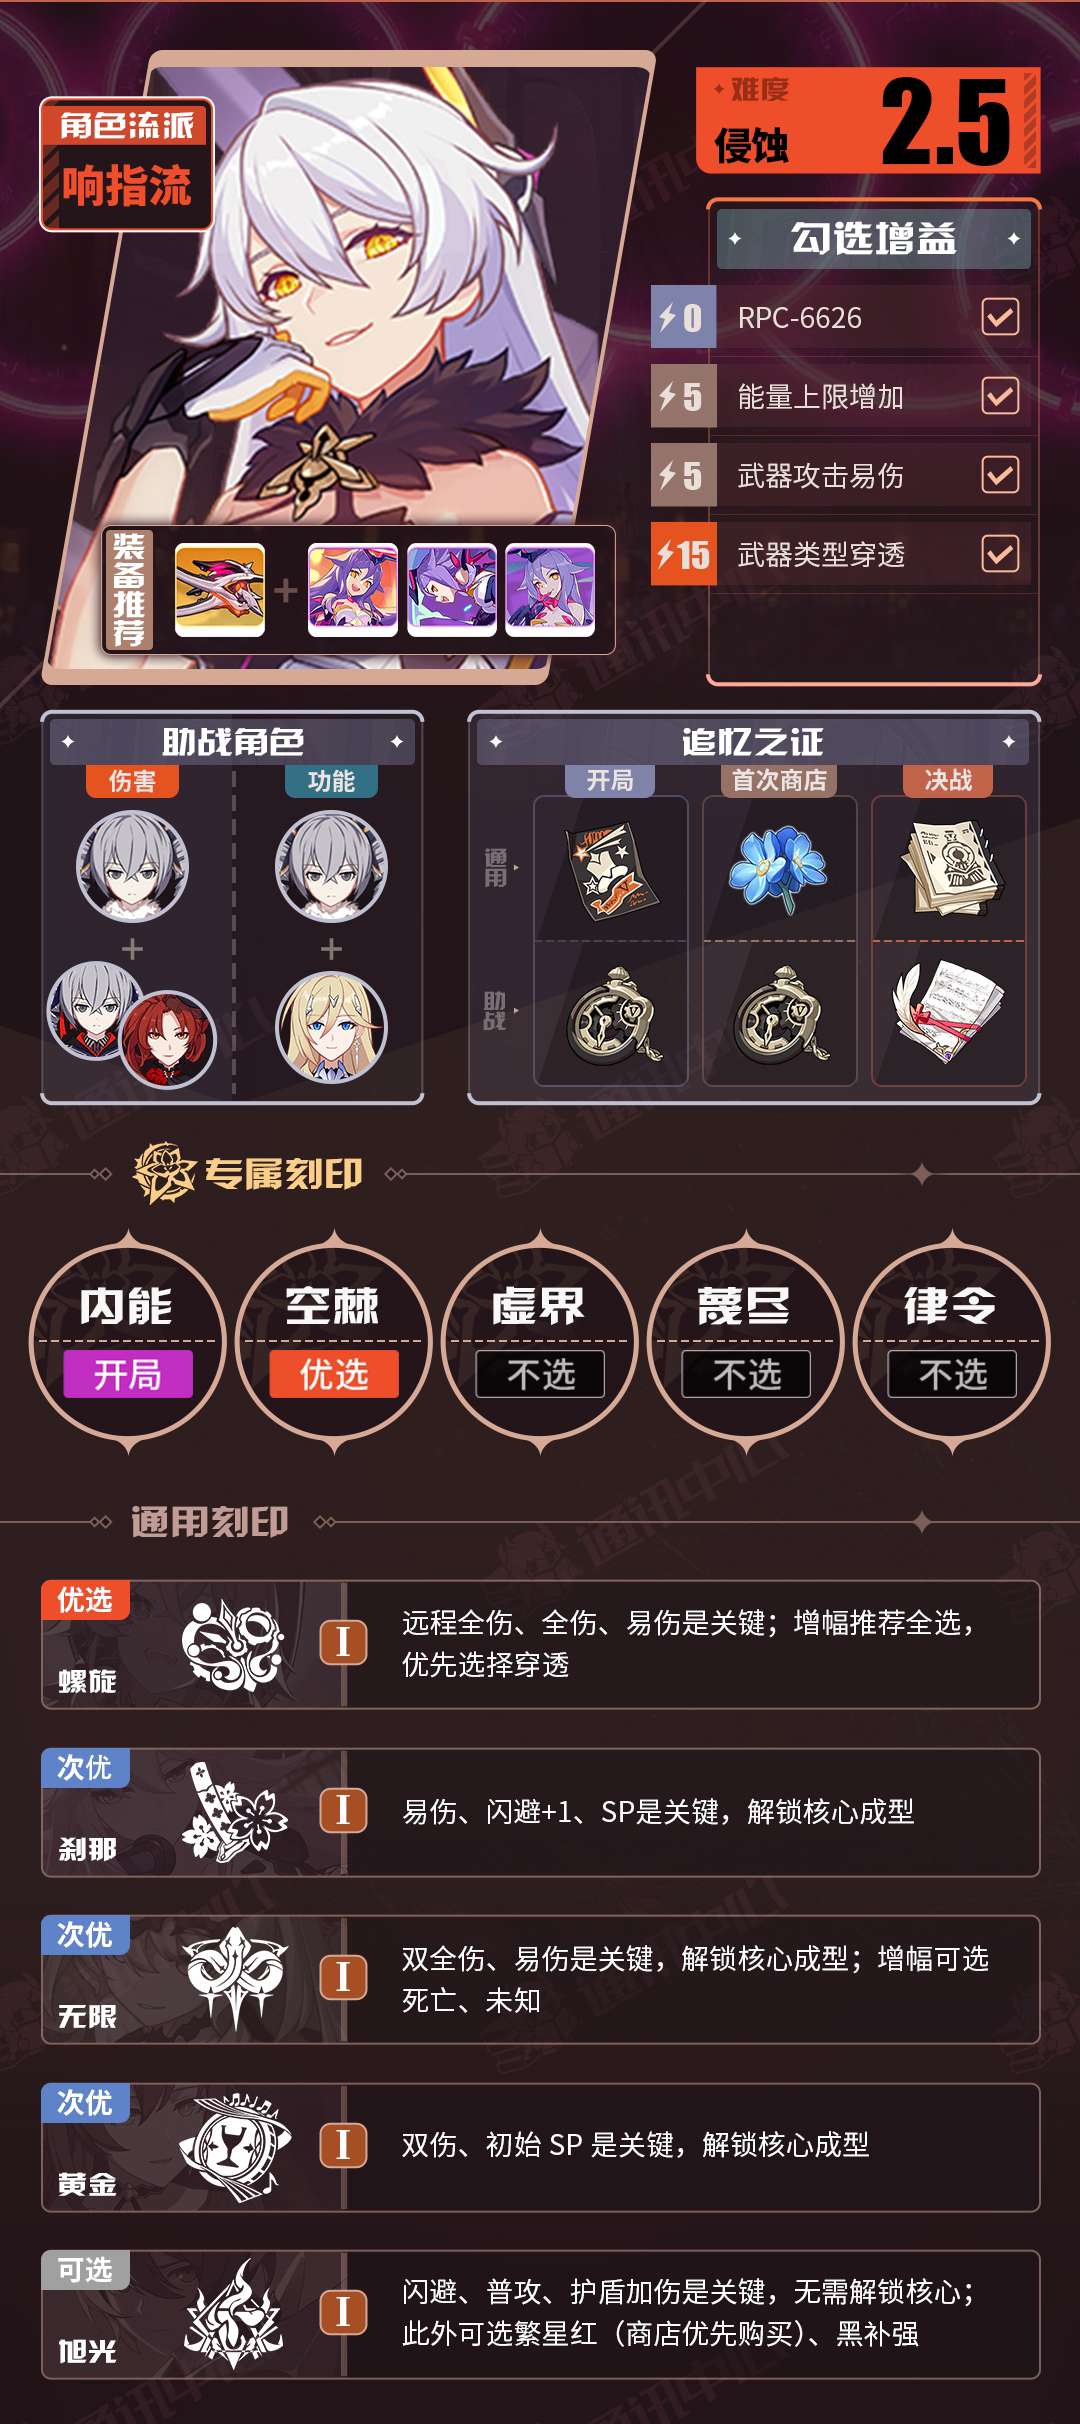 角色流派
响指流
难度
侵蚀
2.5
勾选增益
0 RPC-6626
5 能量上限增加
5 武器攻击易伤
15 武器类型穿透
装备推荐
助战角色
伤害
功能
追忆之证
开局
首次商店
决战
通用
助战
专属刻印
内能
开局
空棘
优选
虚界
不选
蔑尽
不选
律令
不选
通用刻印
优选
螺旋
I
远程全伤、全伤、易伤是关键；增幅推荐全选，
优先选择穿透
次优
刹那
I
易伤、闪避+1、SP是关键，解锁核心成型
次优
无限
I
双全伤、易伤是关键，解锁核心成型；增幅可选
死亡、未知
次优
黄金
I
双伤、初始 SP 是关键，解锁核心成型
可选
旭光
I
闪避、普攻、护盾加伤是关键，无需解锁核心；
此外可选繁星红（商店优先购买）、黑补强
通讯中心